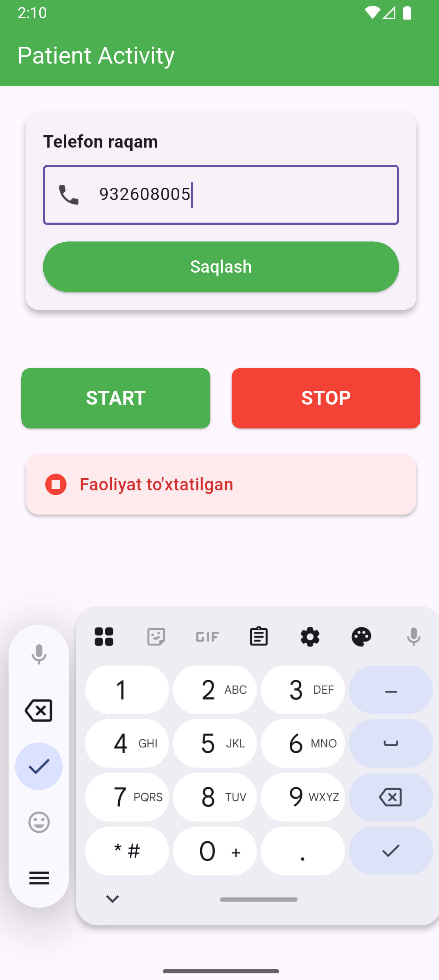 2:10
Patient Activity
Telefon raqam
932608005
Saqlash
START STOP
Faoliyat to'xtatilgan
GIF
1 2 ABC 3 DEF –
4 GHI 5 JKL 6 MNO
7 PQRS 8 TUV 9 WXYZ
* # 0 + .